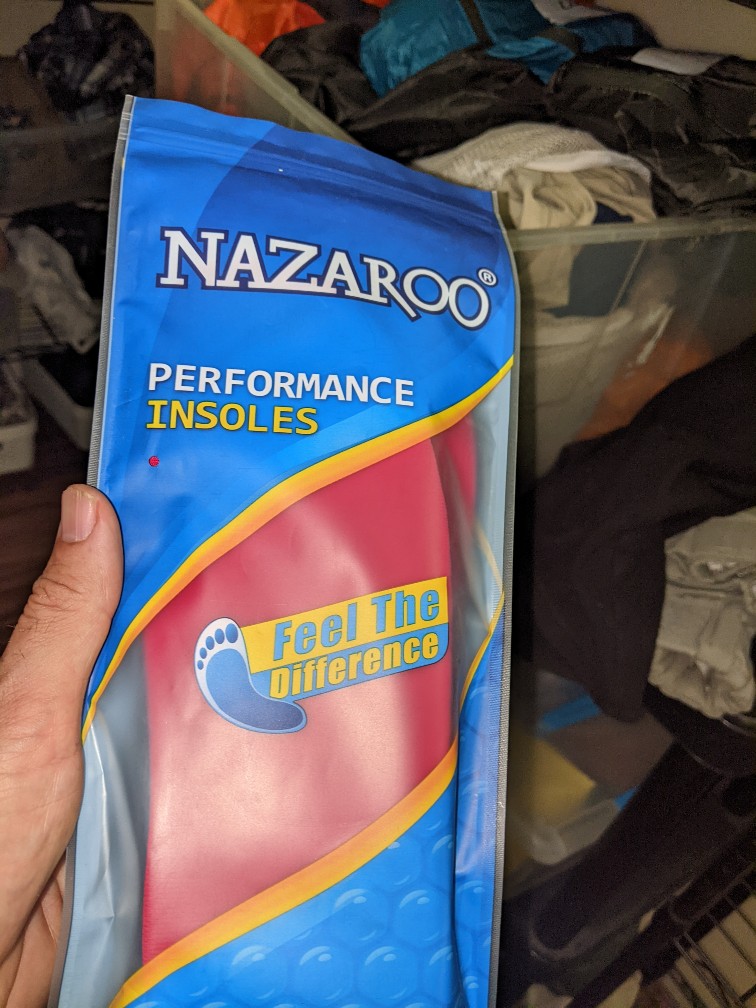 NAZAROO®
PERFORMANCE
INSOLES
Feel The
Difference